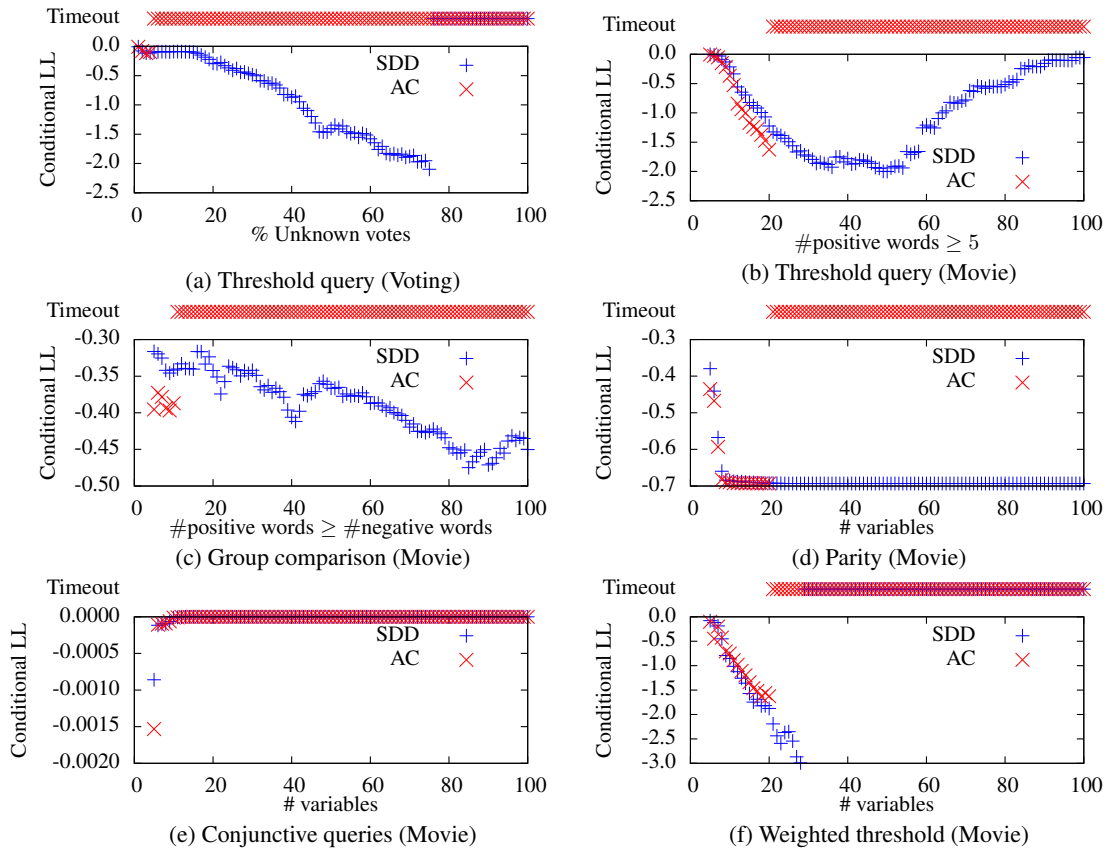 Timeout
0.0
-0.5
-1.0
-1.5
-2.0
-2.5
Conditional LL
SDD
AC
0 20 40 60 80 100
% Unknown votes
(a) Threshold query (Voting)
Timeout
0.0
-0.5
-1.0
-1.5
-2.0
-2.5
Conditional LL
SDD
AC
0 20 40 60 80 100
#positive words ≥ 5
(b) Threshold query (Movie)
Timeout
-0.30
-0.35
-0.40
-0.45
-0.50
Conditional LL
SDD
AC
0 20 40 60 80 100
#positive words ≥ #negative words
(c) Group comparison (Movie)
Timeout
-0.3
-0.4
-0.5
-0.6
-0.7
Conditional LL
SDD
AC
0 20 40 60 80 100
# variables
(d) Parity (Movie)
Timeout
0.0000
-0.0005
-0.0010
-0.0015
-0.0020
Conditional LL
SDD
AC
0 20 40 60 80 100
# variables
(e) Conjunctive queries (Movie)
Timeout
0.0
-0.5
-1.0
-1.5
-2.0
-2.5
-3.0
Conditional LL
SDD
AC
0 20 40 60 80 100
# variables
(f) Weighted threshold (Movie)